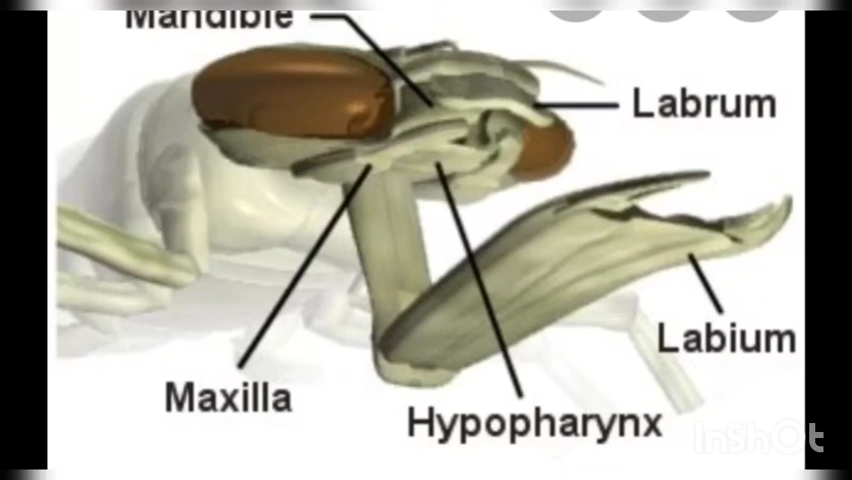 Mandible
Labrum
Labium
Maxilla
Hypopharynx
InShOt